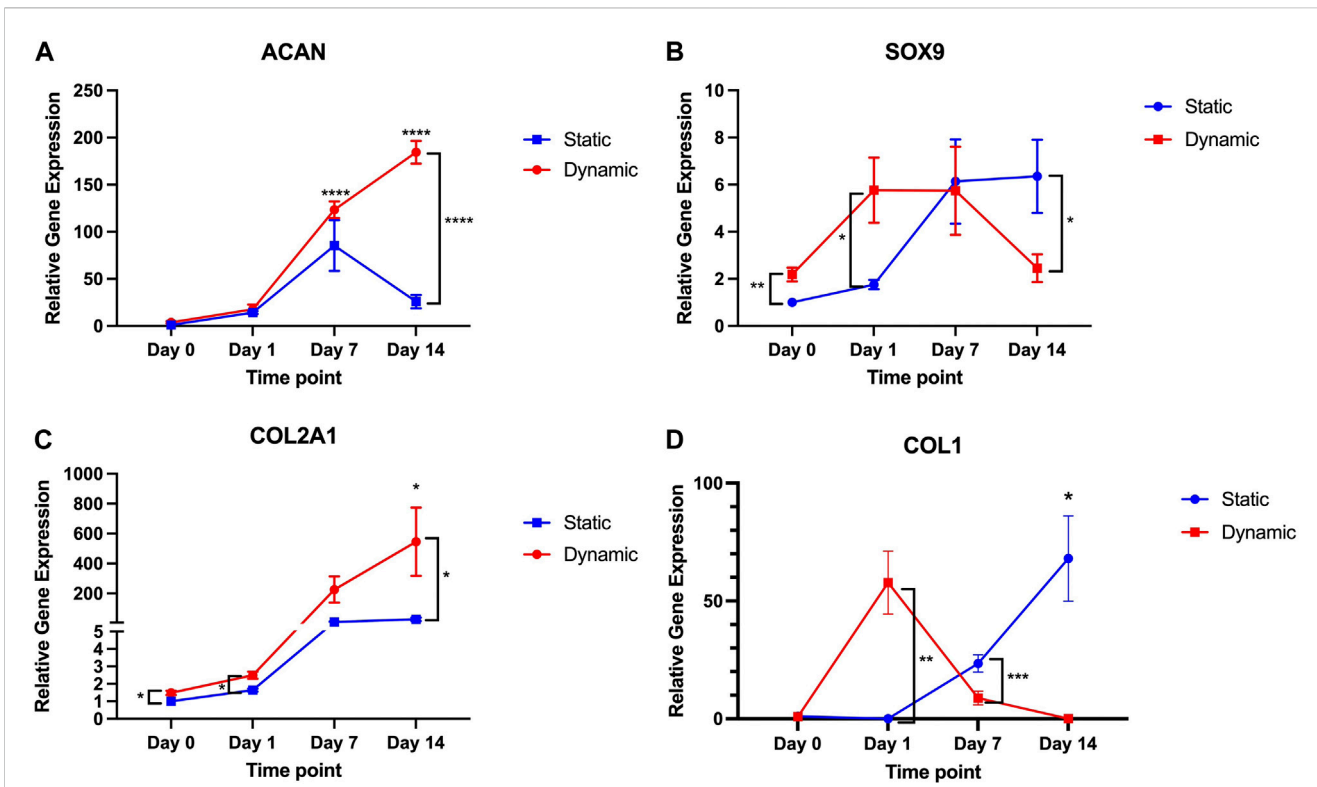 A
ACAN
Relative Gene Expression
250
200
150
100
50
0
****
****
****
Static
Dynamic
Day 0
Day 1
Day 7
Day 14
Time point
B
SOX9
Relative Gene Expression
10
8
6
4
2
0
**
*
*
Static
Dynamic
Day 0
Day 1
Day 7
Day 14
Time point
C
COL2A1
Relative Gene Expression
1000
800
600
400
200
5
4
3
2
1
0
*
*
*
*
Static
Dynamic
Day 0
Day 1
Day 7
Day 14
Time point
D
COL1
Relative Gene Expression
100
50
0
*
**
***
Static
Dynamic
Day 0
Day 1
Day 7
Day 14
Time point